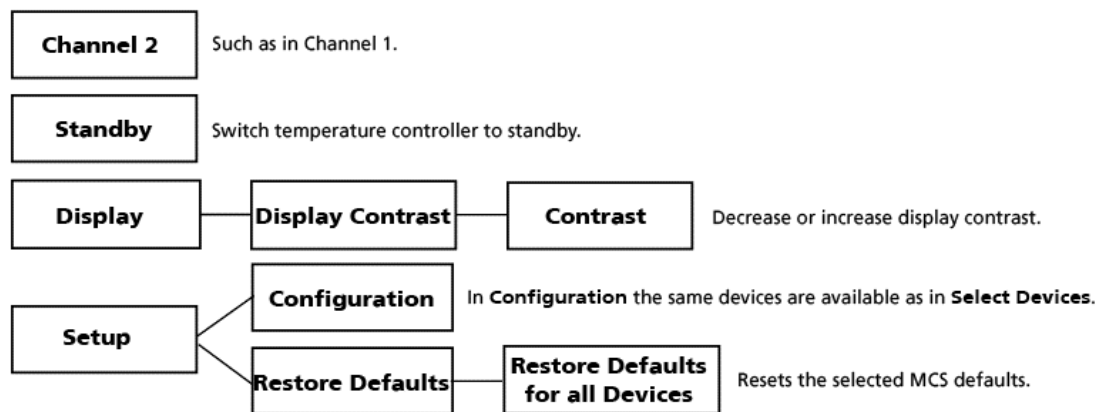 Channel 2 Such as in Channel 1.
Standby Switch temperature controller to standby.
Display Display Contrast Contrast Decrease or increase display contrast.
Configuration In Configuration the same devices are available as in Select Devices.
Setup
Restore Defaults Restore Defaults
for all Devices Resets the selected MCS defaults.